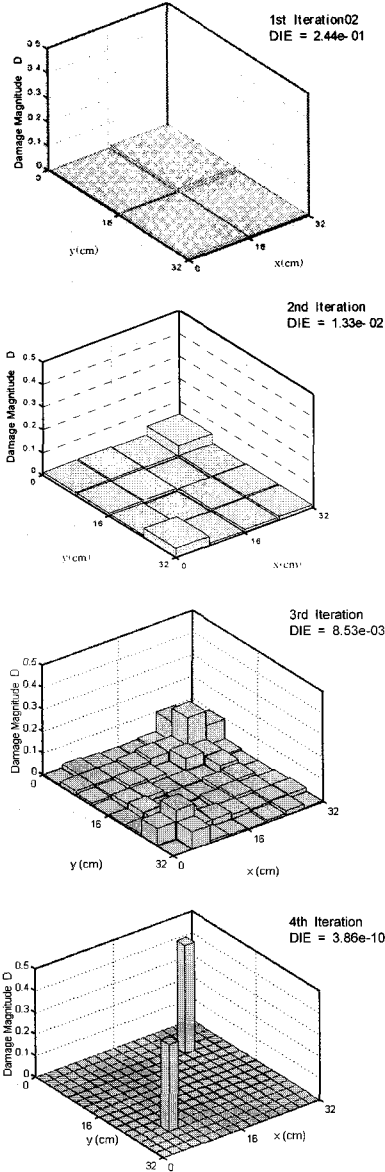 1st Iteration02
DIE = 2.44e-01
Damage Magnitude D
0.5
0.4
0.3
0.2
0.1
0
0
16
32
y(cm)
0
16
32
x(cm)
2nd Iteration
DIE = 1.33e-02
Damage Magnitude D
0.5
0.4
0.3
0.2
0.1
0
0
16
32
y(cm)
0
16
32
x(cm)
3rd Iteration
DIE = 8.53e-03
Damage Magnitude D
0.5
0.4
0.3
0.2
0.1
0
0
16
32
y (cm)
0
16
32
x (cm)
4th Iteration
DIE = 3.86e-10
Damage Magnitude D
0.5
0.4
0.3
0.2
0.1
0
0
16
32
y (cm)
0
16
32
x (cm)